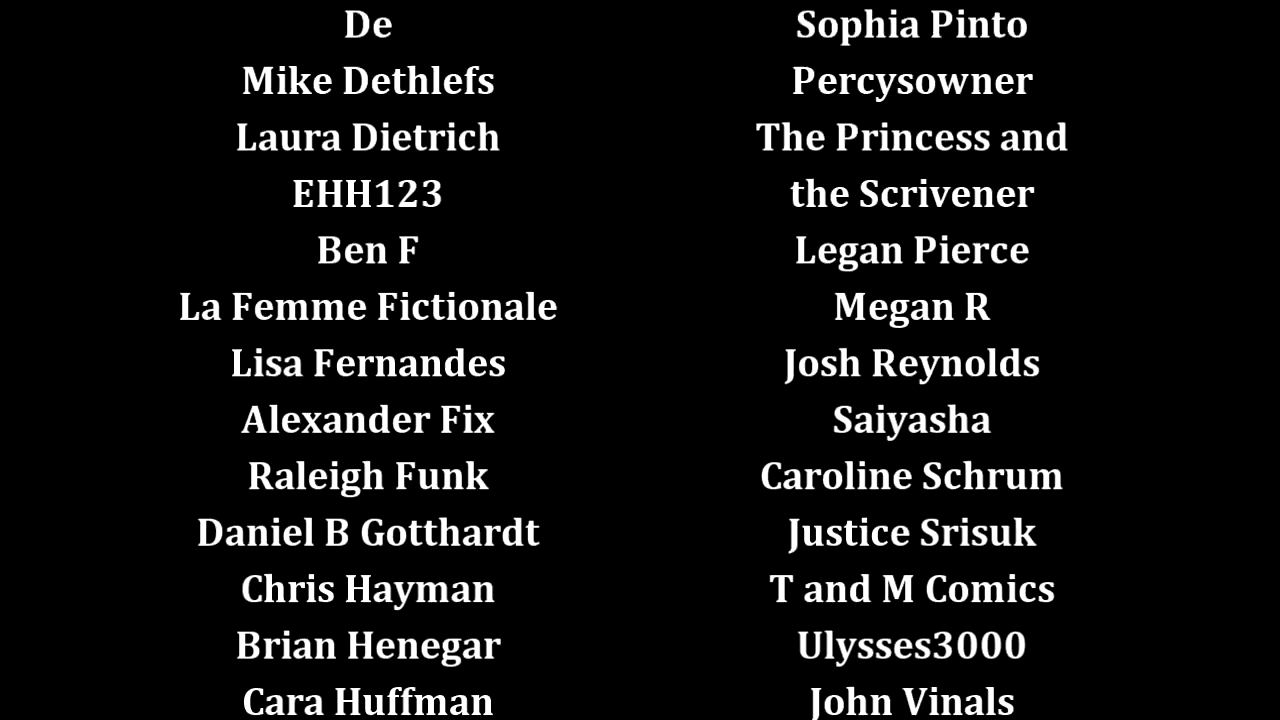 De
Mike Dethlefs
Laura Dietrich
EHH123
Ben F
La Femme Fictionale
Lisa Fernandes
Alexander Fix
Raleigh Funk
Daniel B Gotthardt
Chris Hayman
Brian Henegar
Cara Huffman
Sophia Pinto
Percysowner
The Princess and
the Scrivener
Legan Pierce
Megan R
Josh Reynolds
Saiyasha
Caroline Schrum
Justice Srisuk
T and M Comics
Ulysses3000
John Vinals